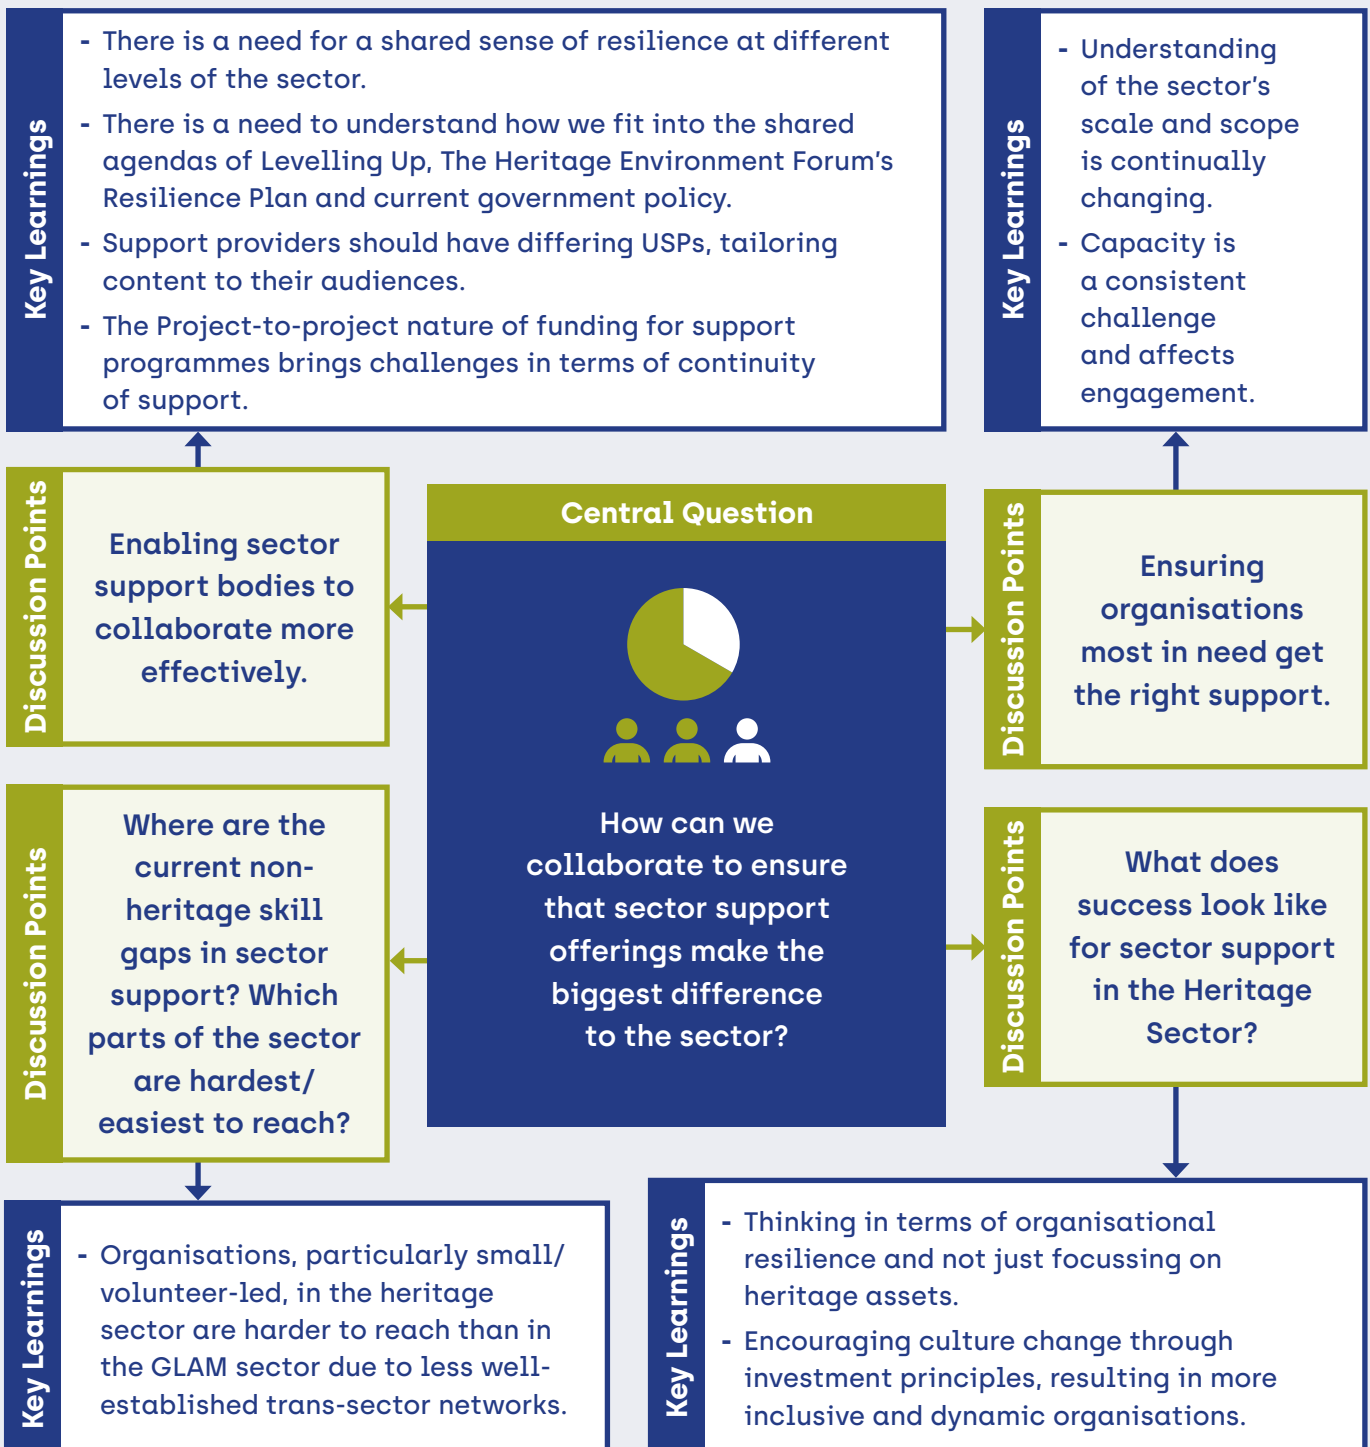 Key Learnings
- There is a need for a shared sense of resilience at different
levels of the sector.
- There is a need to understand how we fit into the shared
agendas of Levelling Up, The Heritage Environment Forum's
Resilience Plan and current government policy.
- Support providers should have differing USPs, tailoring
content to their audiences.
- The Project-to-project nature of funding for support
programmes brings challenges in terms of continuity
of support.
Key Learnings
- Understanding
of the sector's
scale and scope
is continually
changing.
- Capacity is
a consistent
challenge
and affects
engagement.
Discussion Points
Enabling sector
support bodies to
collaborate more
effectively.
Central Question
How can we
collaborate to ensure
that sector support
offerings make the
biggest difference
to the sector?
Discussion Points
Ensuring
organisations
most in need get
the right support.
Discussion Points
Where are the
current non-
heritage skill
gaps in sector
support? Which
parts of the sector
are hardest/
easiest to reach?
Discussion Points
What does
success look like
for sector support
in the Heritage
Sector?
Key Learnings
- Organisations, particularly small/
volunteer-led, in the heritage
sector are harder to reach than in
the GLAM sector due to less well-
established trans-sector networks.
Key Learnings
- Thinking in terms of organisational
resilience and not just focussing on
heritage assets.
- Encouraging culture change through
investment principles, resulting in more
inclusive and dynamic organisations.